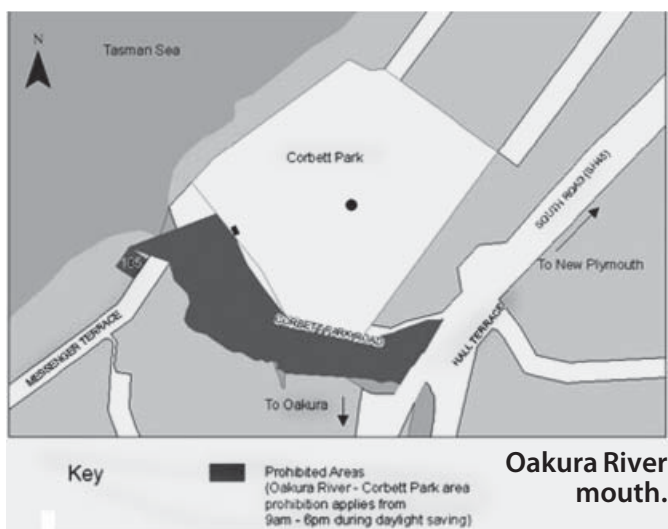 N
Tasman Sea
Corbett Park
SOUTH ROAD (SH45)
To New Plymouth
105
CORBETT PARK ROAD
HALL TERRACE
MESSENGER TERRACE
To Oakura
Key
Prohibited Areas
(Oakura River - Corbett Park area
prohibition applies from
9am - 6pm during daylight saving)
Oakura River
mouth.